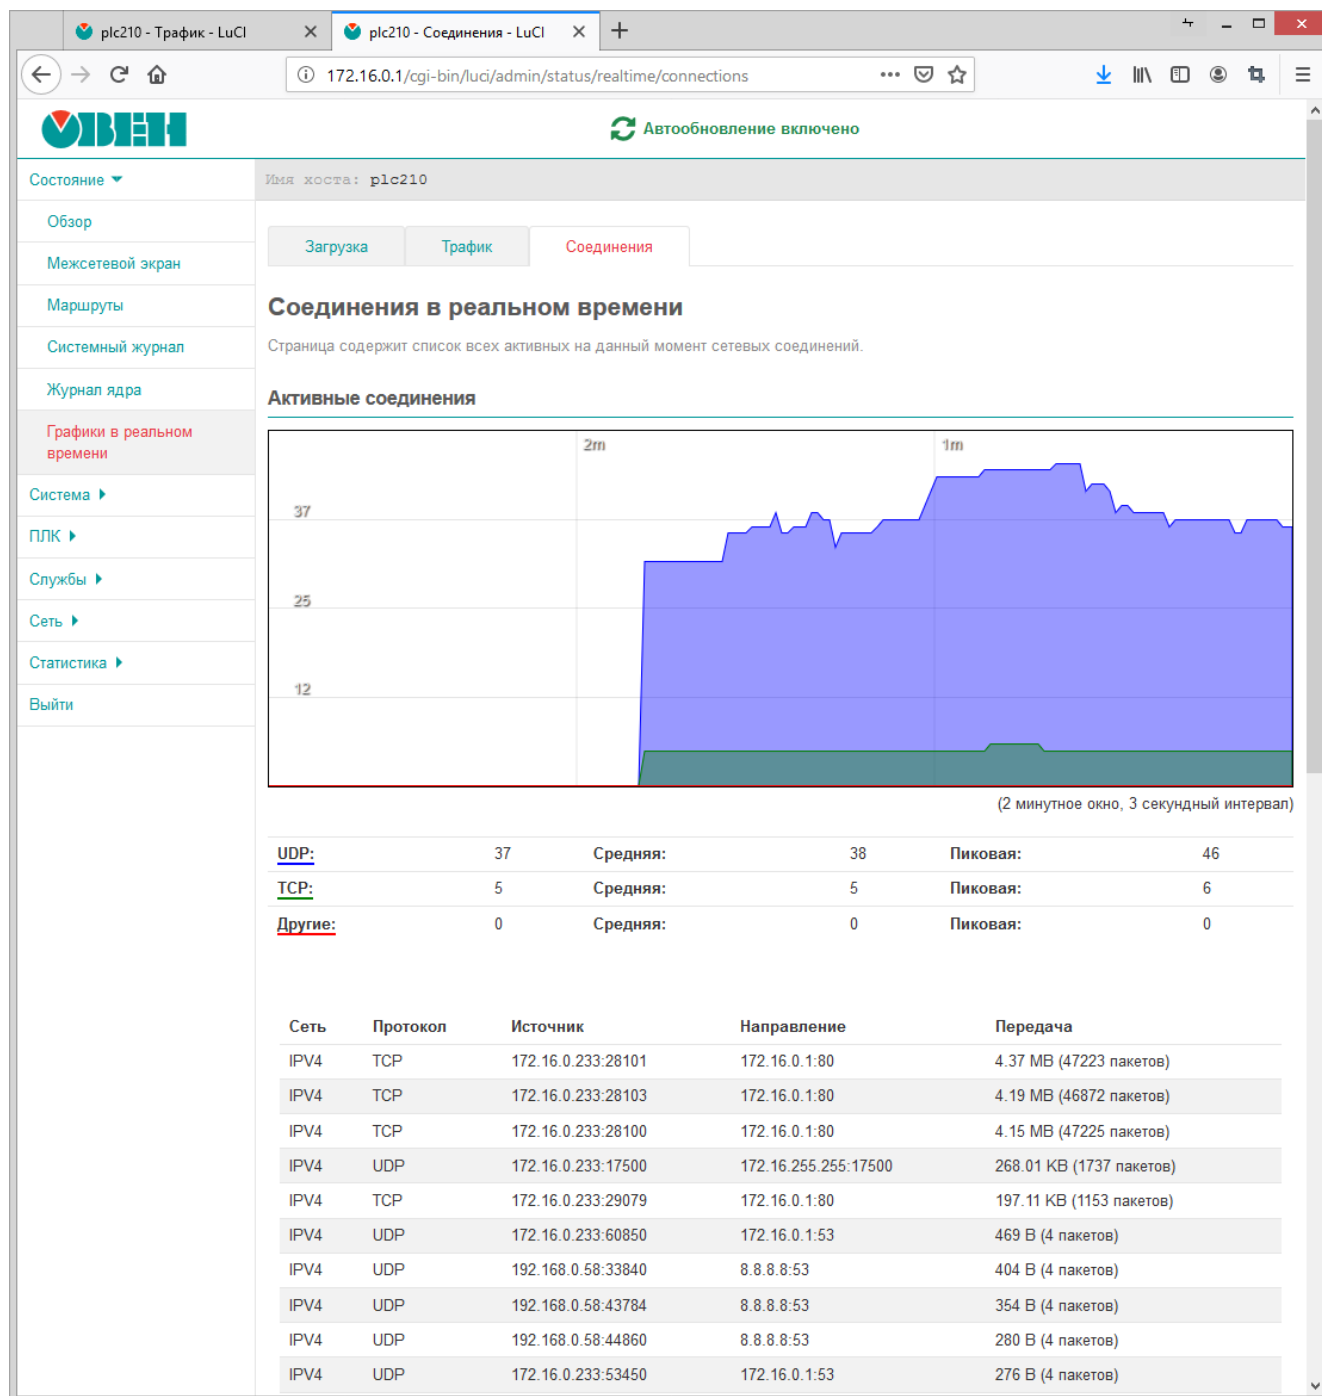 plc210 - Трафик - LuCI
plc210 - Соединения - LuCI
172.16.0.1/cgi-bin/luci/admin/status/realtime/connections
ОВЕН
Автообновление включено
Состояние
Имя хоста: plc210
Обзор
Межсетевой экран
Маршруты
Системный журнал
Журнал ядра
Графики в реальном
времени
Система
ПЛК
Службы
Сеть
Статистика
Выйти
Загрузка Трафик Соединения
Соединения в реальном времени
Страница содержит список всех активных на данный момент сетевых соединений.
Активные соединения
2m 1m
37
25
12
(2 минутное окно, 3 секундный интервал)
UDP: 37 Средняя: 38 Пиковая: 46
TCP: 5 Средняя: 5 Пиковая: 6
Другие: 0 Средняя: 0 Пиковая: 0
Сеть Протокол Источник Направление Передача
IPV4 TCP 172.16.0.233:28101 172.16.0.1:80 4.37 MB (47223 пакетов)
IPV4 TCP 172.16.0.233:28103 172.16.0.1:80 4.19 MB (46872 пакетов)
IPV4 TCP 172.16.0.233:28100 172.16.0.1:80 4.15 MB (47225 пакетов)
IPV4 UDP 172.16.0.233:17500 172.16.255.255:17500 268.01 KB (1737 пакетов)
IPV4 TCP 172.16.0.233:29079 172.16.0.1:80 197.11 KB (1153 пакетов)
IPV4 UDP 172.16.0.233:60850 172.16.0.1:53 469 B (4 пакетов)
IPV4 UDP 192.168.0.58:33840 8.8.8.8:53 404 B (4 пакетов)
IPV4 UDP 192.168.0.58:43784 8.8.8.8:53 354 B (4 пакетов)
IPV4 UDP 192.168.0.58:44860 8.8.8.8:53 280 B (4 пакетов)
IPV4 UDP 172.16.0.233:53450 172.16.0.1:53 276 B (4 пакетов)